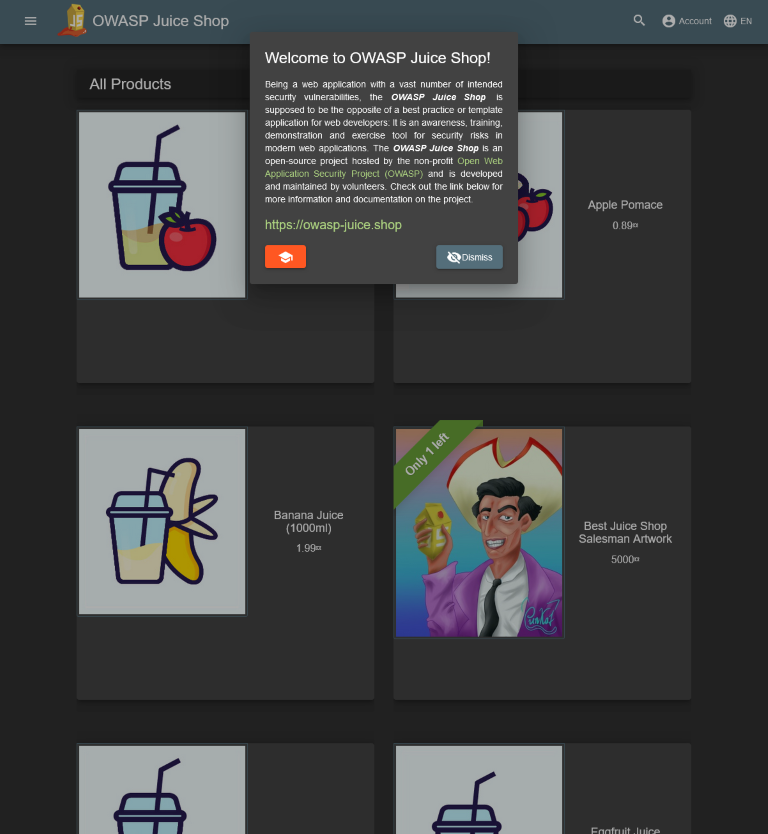 OWASP Juice Shop
Account
EN
Welcome to OWASP Juice Shop!
All Products
Being a web application with a vast number of intended
security vulnerabilities, the OWASP Juice Shop is
supposed to be the opposite of a best practice or template
application for web developers: It is an awareness, training,
demonstration and exercise tool for security risks in
modern web applications. The OWASP Juice Shop is an
open-source project hosted by the non-profit Open Web
Application Security Project (OWASP) and is developed
and maintained by volunteers. Check out the link below for
more information and documentation on the project.
https://owasp-juice.shop
Dismiss
Apple Pomace
0.89¤
Banana Juice
(1000ml)
1.99¤
Only 1 left
Best Juice Shop
Salesman Artwork
5000¤
Eggfruit Juice